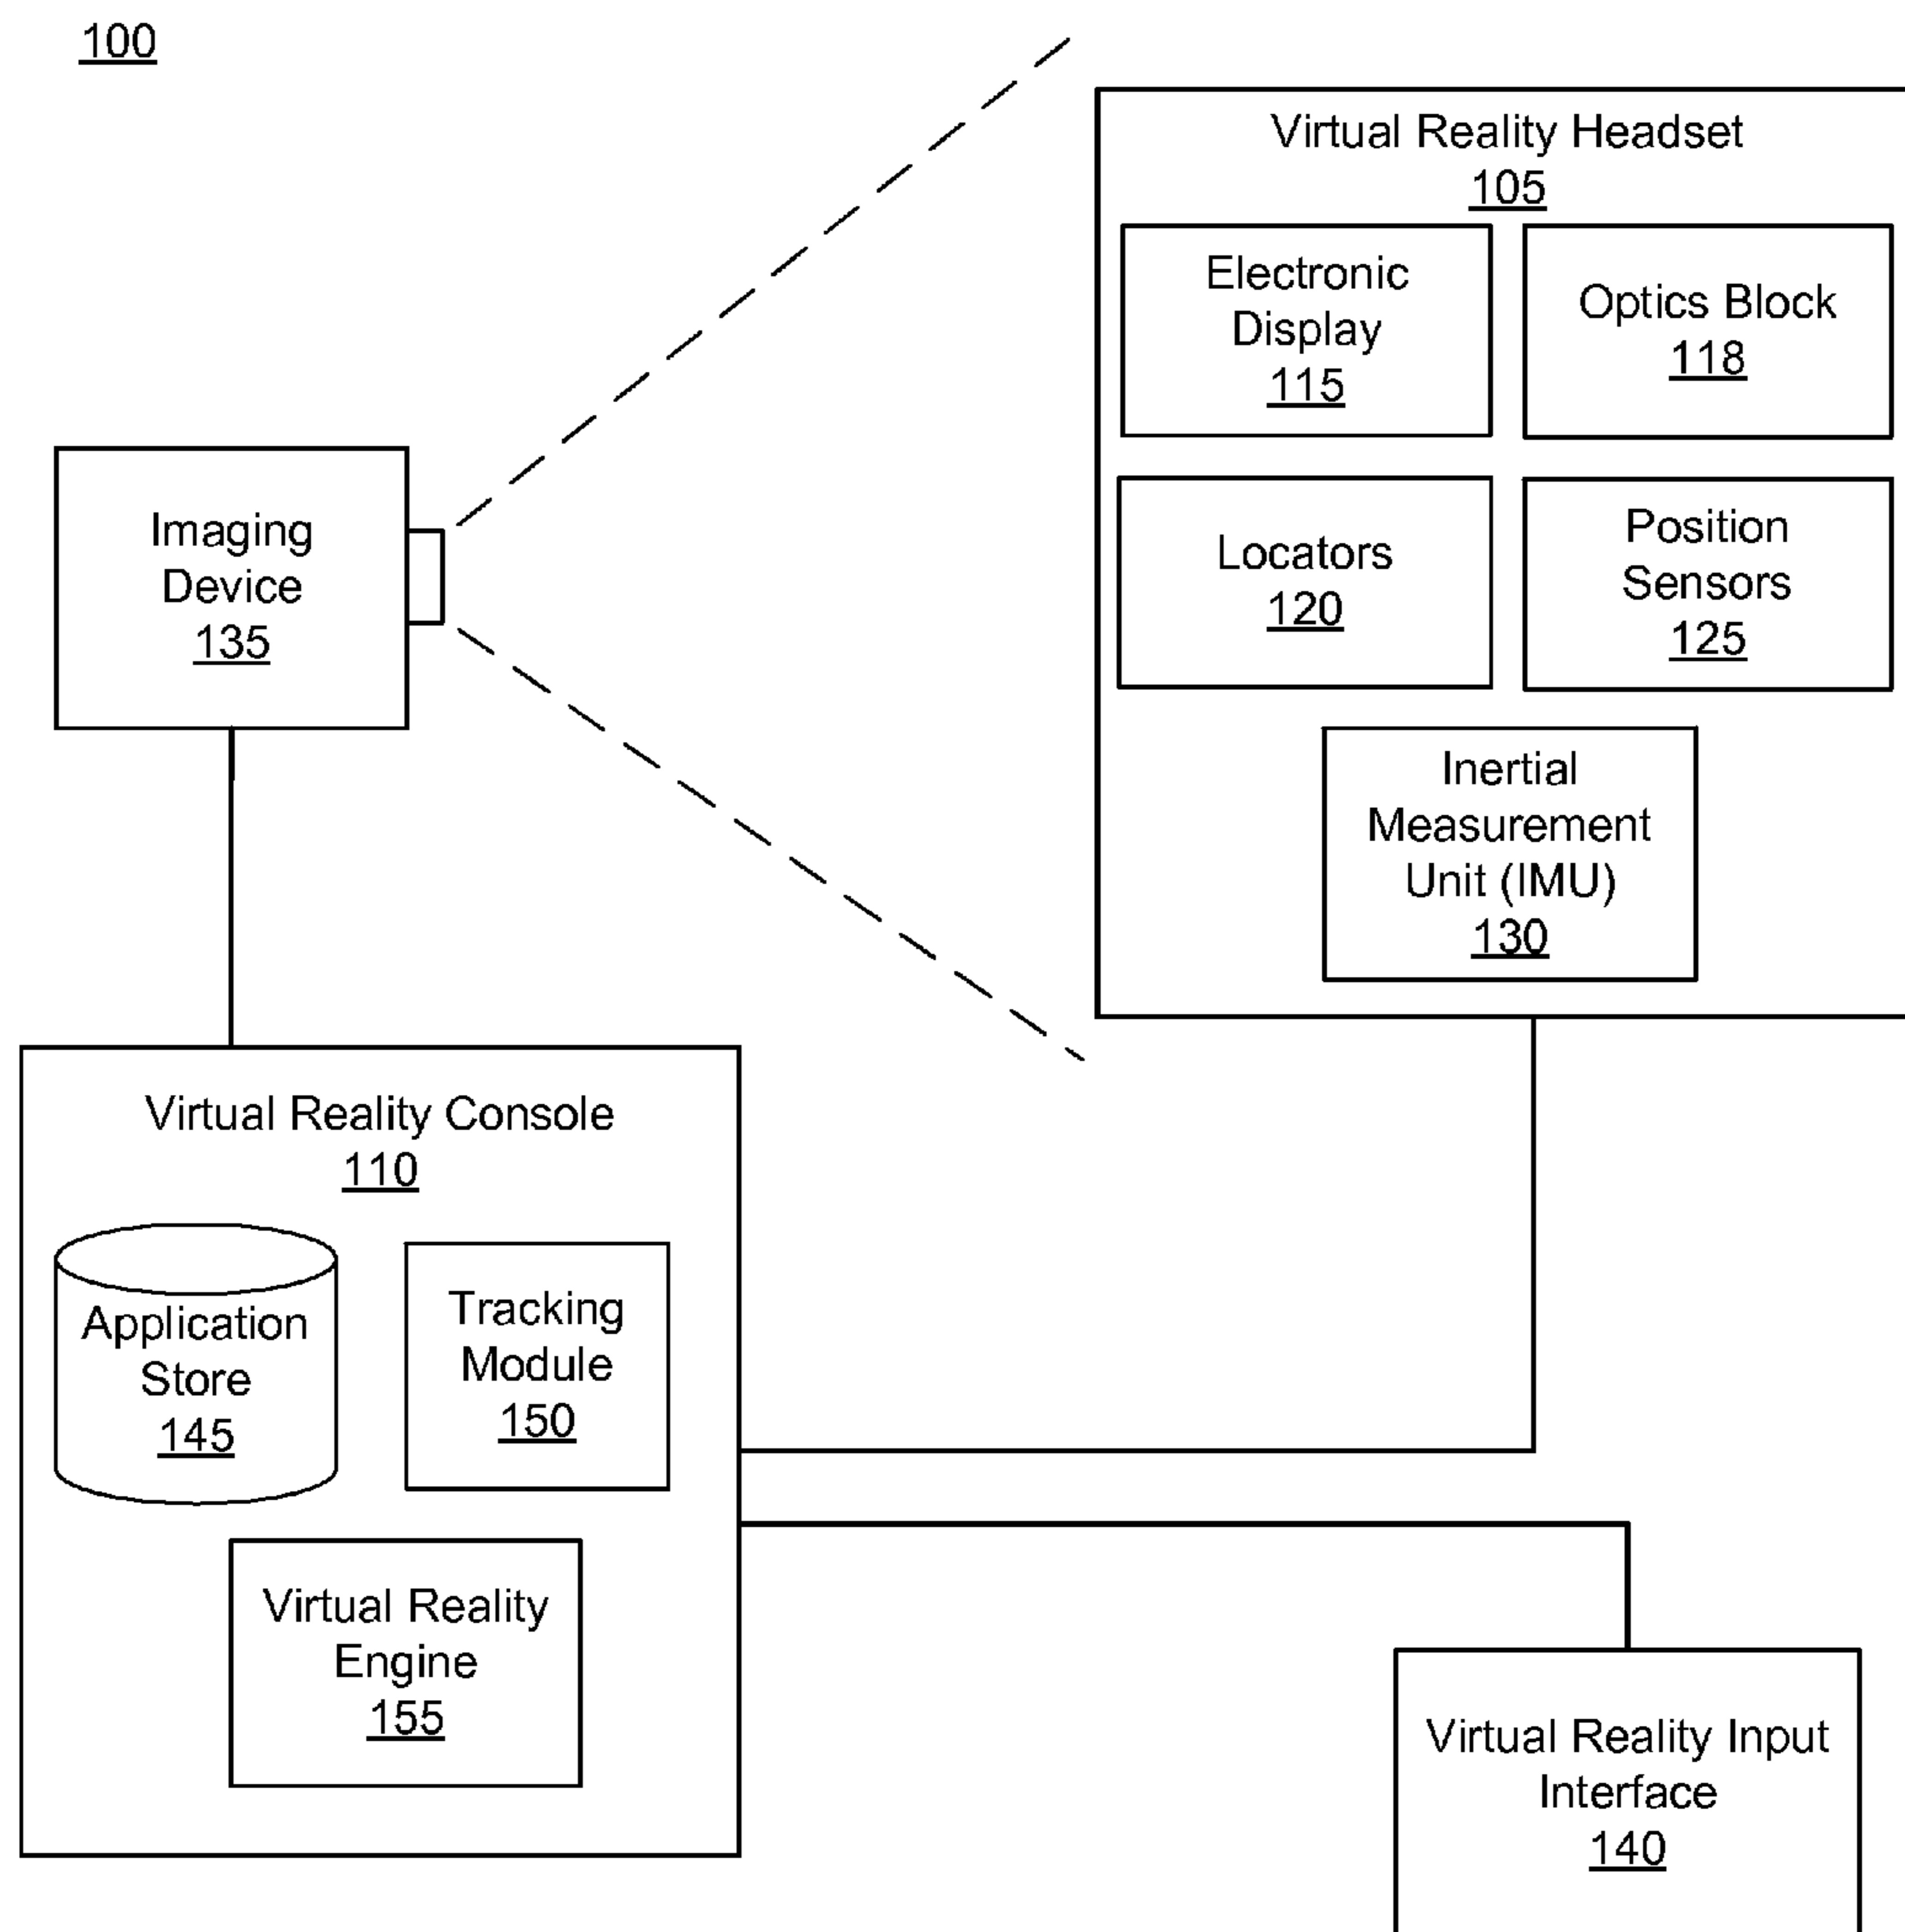 100
Virtual Reality Headset
105
Electronic
Display
115
Optics Block
118
Locators
120
Position
Sensors
125
Inertial
Measurement
Unit (IMU)
130
Imaging
Device
135
Virtual Reality Console
110
Application
Store
145
Tracking
Module
150
Virtual Reality
Engine
155
Virtual Reality Input
Interface
140